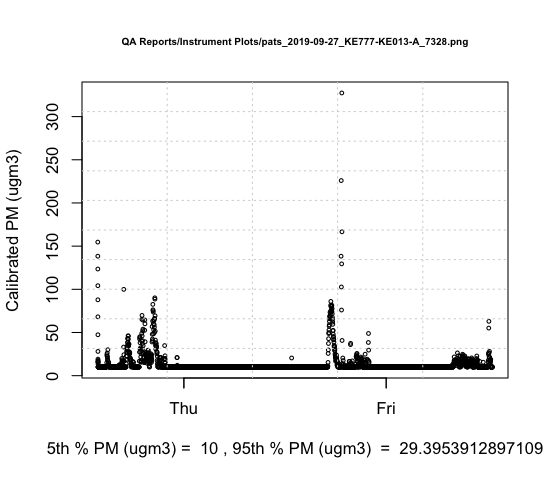 QA Reports/Instrument Plots/pats_2019-09-27_KE777-KE013-A_7328.png
Calibrated PM (ugm3)
300
250
200
150
100
50
0
Thu Fri
5th % PM (ugm3) =  10 , 95th % PM (ugm3)  =  29.3953912897109